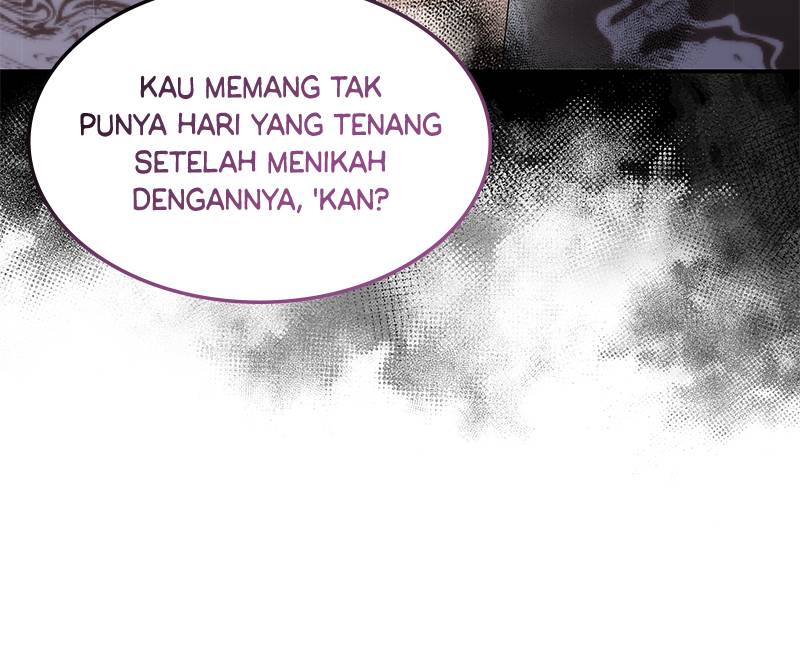 KAU MEMANG TAK
PUNYA HARI YANG TENANG
SETELAH MENIKAH
DENGANNYA, 'KAN?